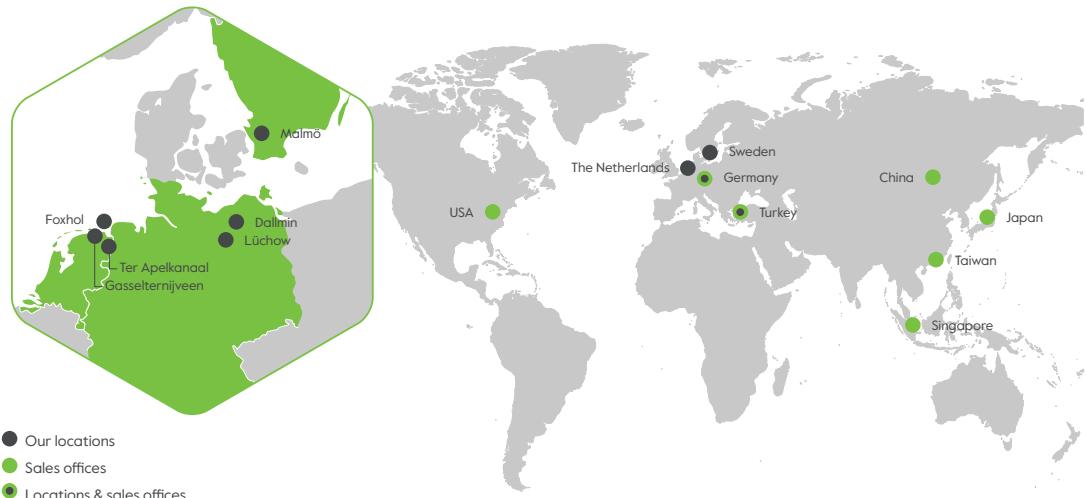 Malmö
Foxhol
Dallmin
Lüchow
Ter Apelkanaal
Gasselternijveen
Sweden
The Netherlands
Germany
China
USA
Turkey
Japan
Taiwan
Singapore
Our locations
Sales offices
Locations & sales offices